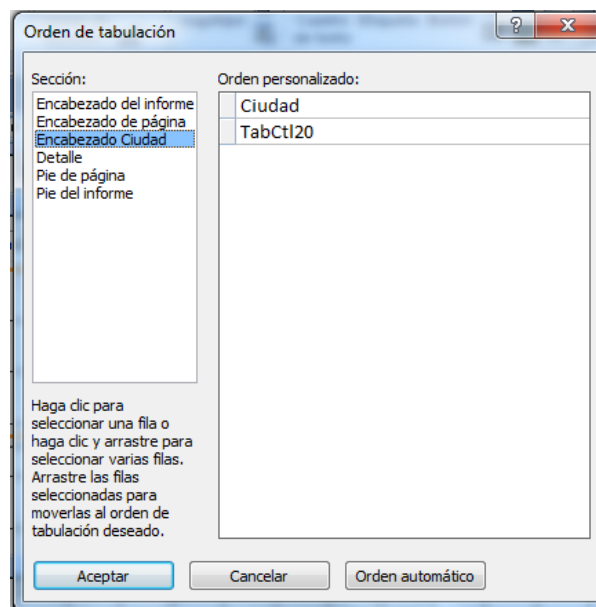 Orden de tabulación
?
X
Sección:
Encabezado del informe
Encabezado de página
Encabezado Ciudad
Detalle
Pie de página
Pie del informe
Orden personalizado:
Ciudad
TabCtl20
Haga clic para
seleccionar una fila o
haga clic y arrastre para
seleccionar varias filas.
Arrastre las filas
seleccionadas para
moverlas al orden de
tabulación deseado.
Aceptar
Cancelar
Orden automático